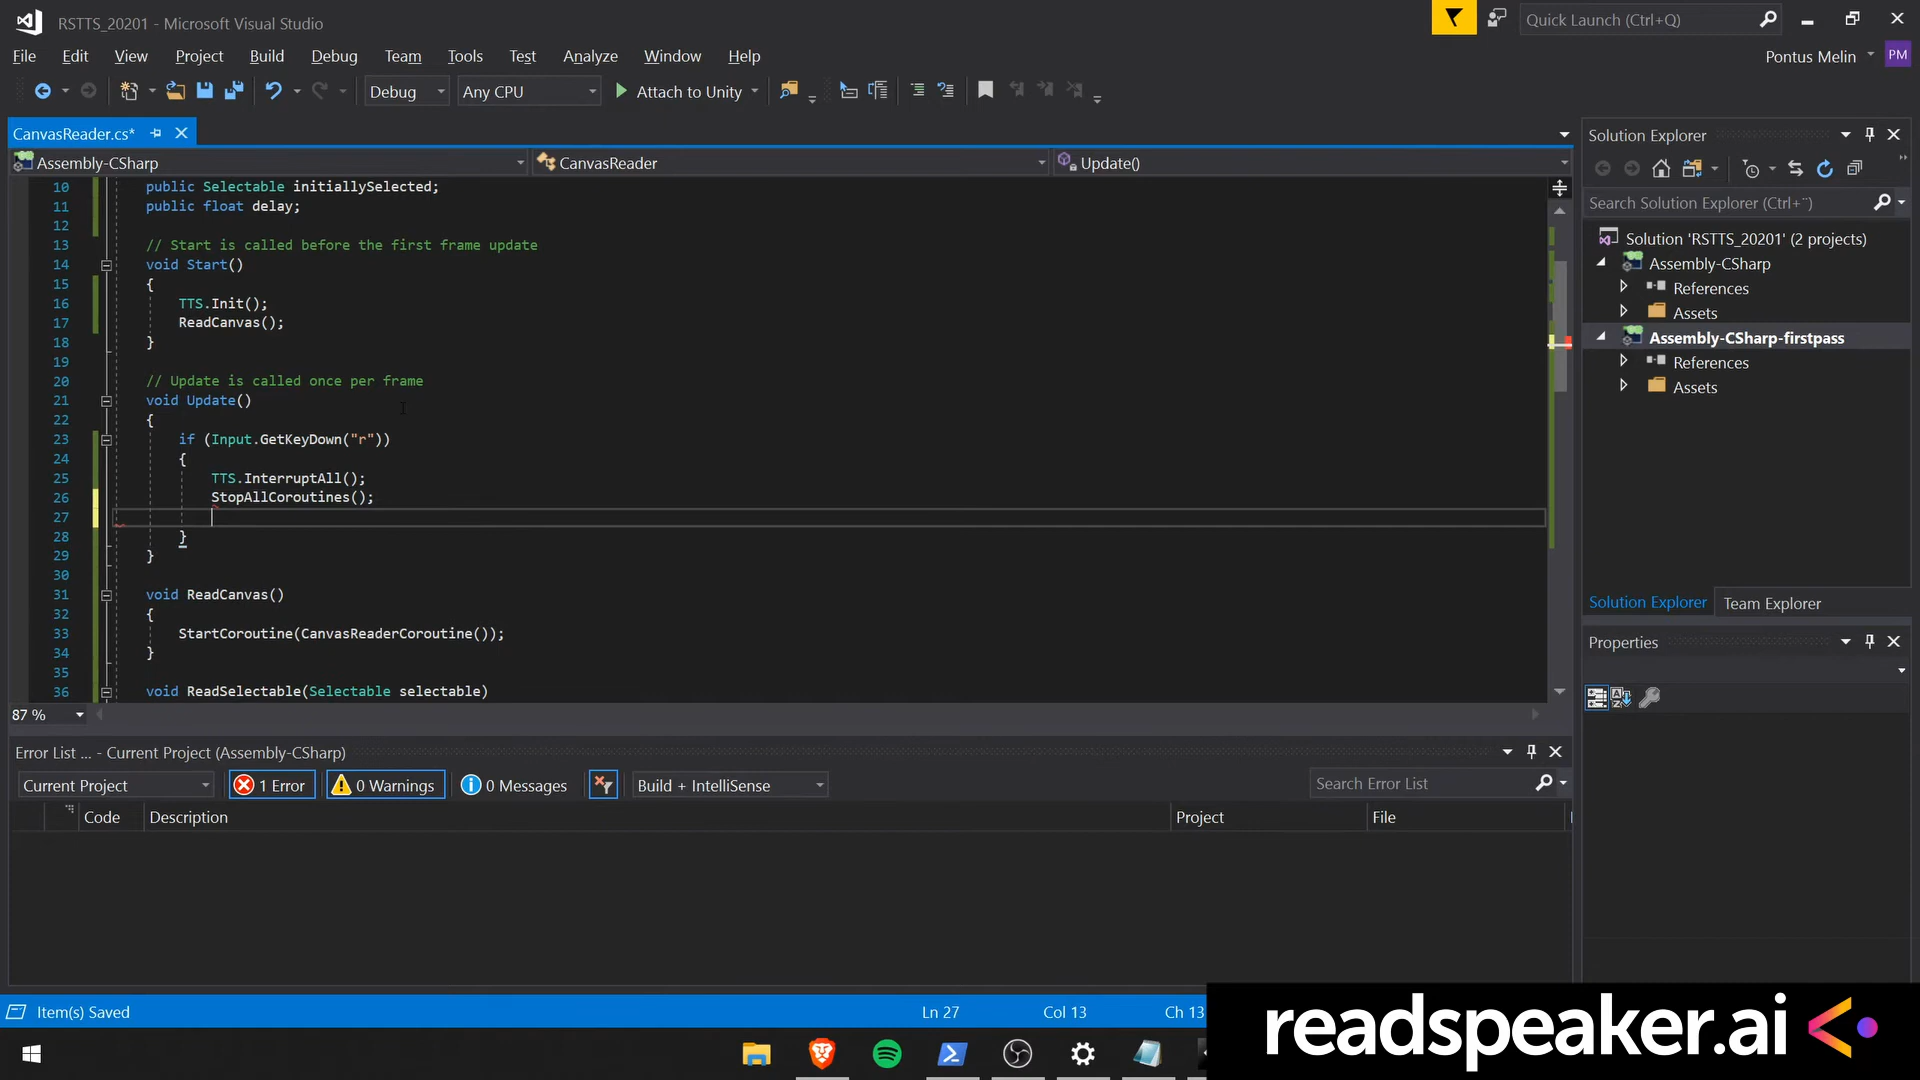 RSTTS_20201 - Microsoft Visual Studio
Quick Launch (Ctrl+Q)
File Edit View Project Build Debug Team Tools Test Analyze Window Help
Pontus Melin PM
Debug Any CPU Attach to Unity
CanvasReader.cs*
Assembly-CSharp CanvasReader Update()
10 public Selectable initiallySelected;
11 public float delay;
12
13 // Start is called before the first frame update
14 void Start()
15 {
16 TTS.Init();
17 ReadCanvas();
18 }
19
20 // Update is called once per frame
21 void Update()
22 {
23 if (Input.GetKeyDown("r"))
24 {
25 TTS.InterruptAll();
26 StopAllCoroutines();
27
28 }
29 }
30
31 void ReadCanvas()
32 {
33 StartCoroutine(CanvasReaderCoroutine());
34 }
35
36 void ReadSelectable(Selectable selectable)
87 %
Solution Explorer
Search Solution Explorer (Ctrl+¨)
Solution 'RSTTS_20201' (2 projects)
Assembly-CSharp
References
Assets
Assembly-CSharp-firstpass
References
Assets
Solution Explorer Team Explorer
Properties
Error List ... - Current Project (Assembly-CSharp)
Current Project 1 Error 0 Warnings 0 Messages Build + IntelliSense Search Error List
Code Description Project File
Item(s) Saved Ln 27 Col 13 Ch 13
readspeaker.ai